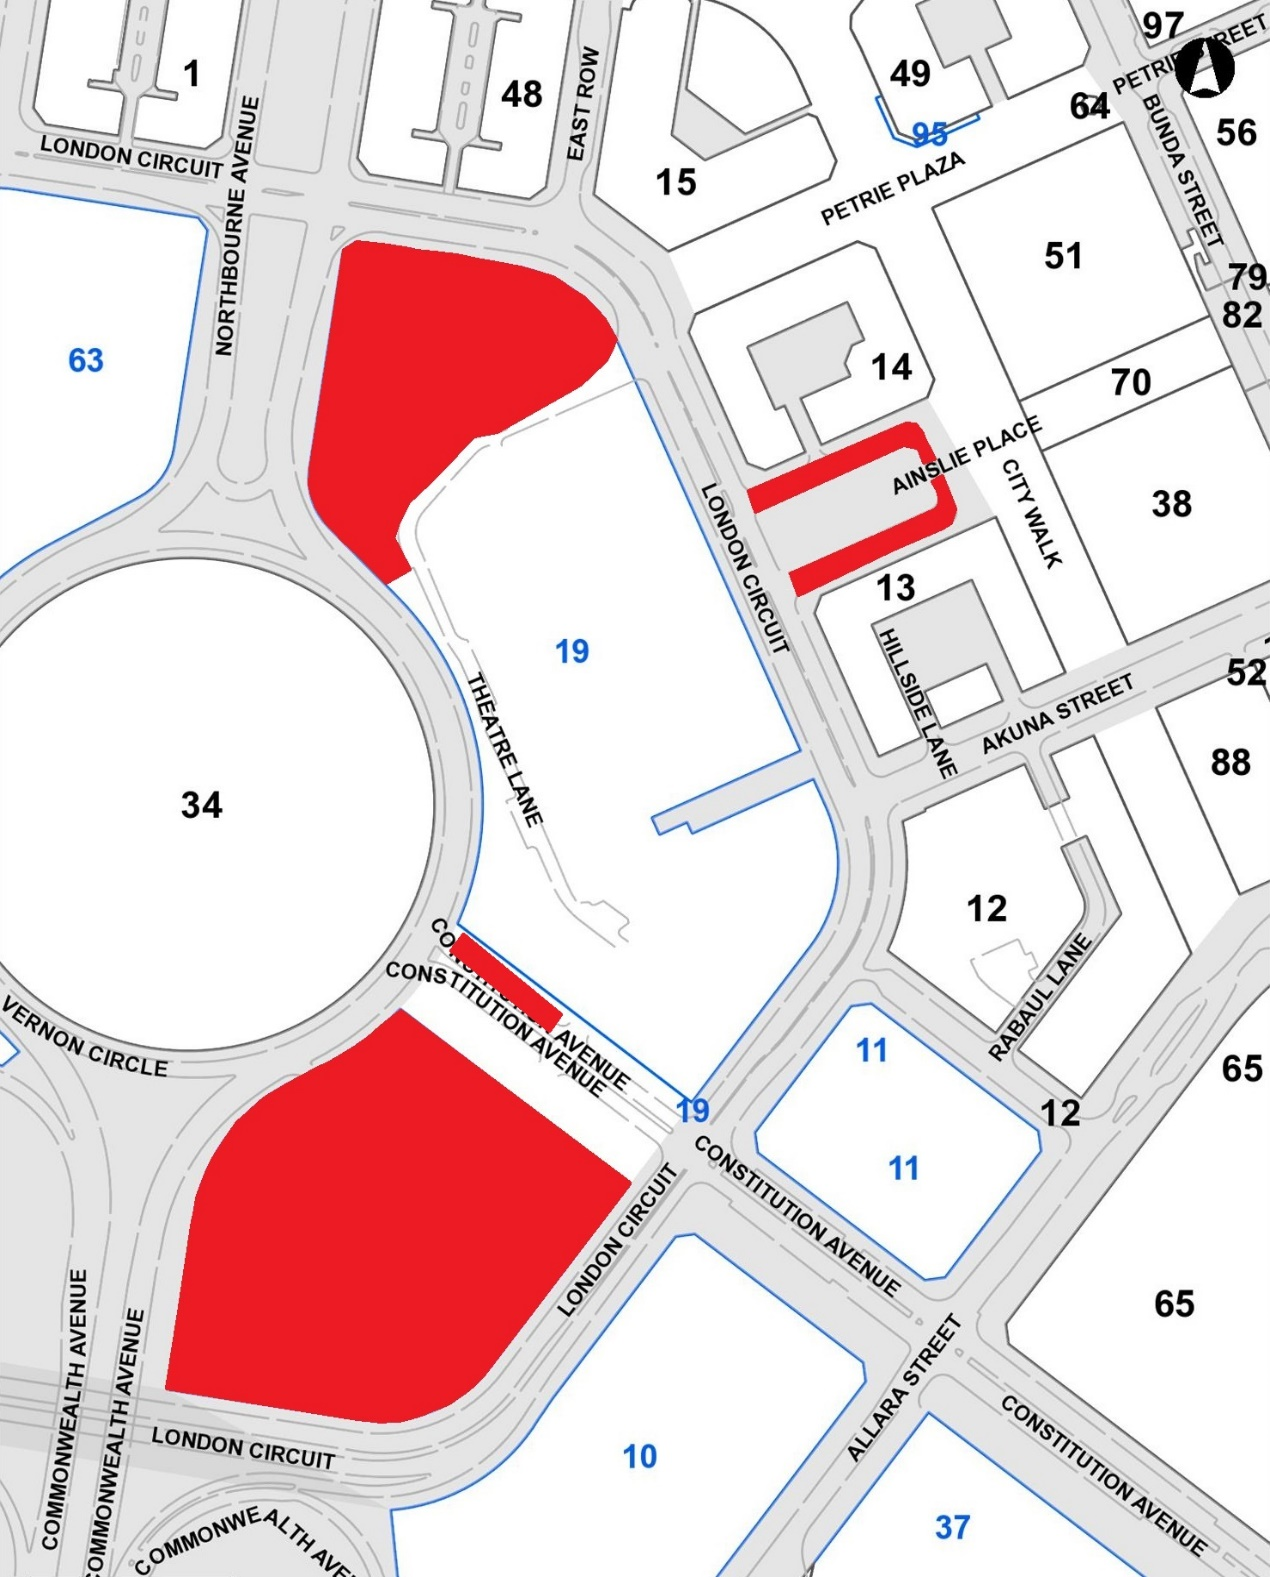 97
PETRIE STREET
1
48
EAST ROW
49
64
56
95
BUNDA STREET
LONDON CIRCUIT
NORTHBOURNE AVENUE
15
PETRIE PLAZA
51
79
82
63
14
70
AINSLIE PLACE
CITY WALK
38
LONDON CIRCUIT
13
19
HILLSIDE LANE
52
THEATRE LANE
AKUNA STREET
88
34
12
RABAUL LANE
CONSTITUTION AVENUE
CONSTITUTION AVENUE
VERNON CIRCLE
11
65
19
12
11
CONSTITUTION AVENUE
LONDON CIRCUIT
65
COMMONWEALTH AVENUE
COMMONWEALTH AVENUE
ALLARA STREET
LONDON CIRCUIT
10
CONSTITUTION AVENUE
37
COMMONWEALTH AVE